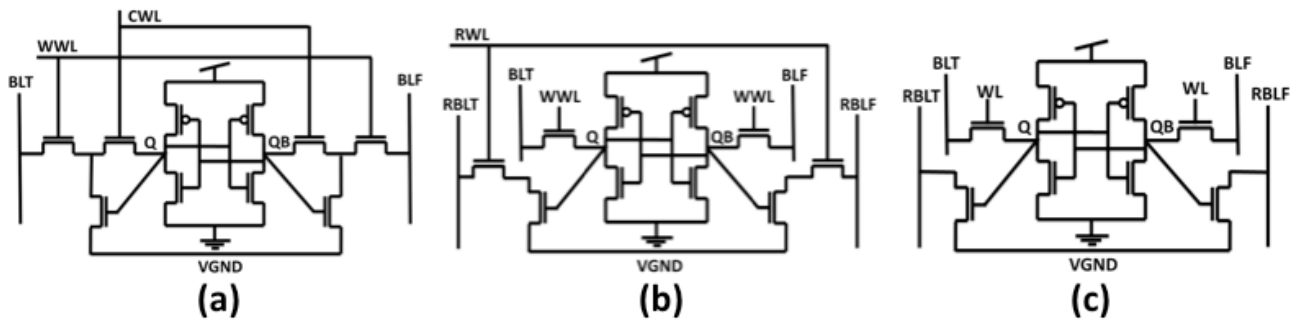 CWL
WWL
BLT
BLF
Q
QB
VGND
(a)
RWL
BLT
BLF
RBLT
WWL
WWL
RBLF
Q
QB
VGND
(b)
BLT
BLF
RBLT
WL
WL
RBLF
Q
QB
VGND
(c)